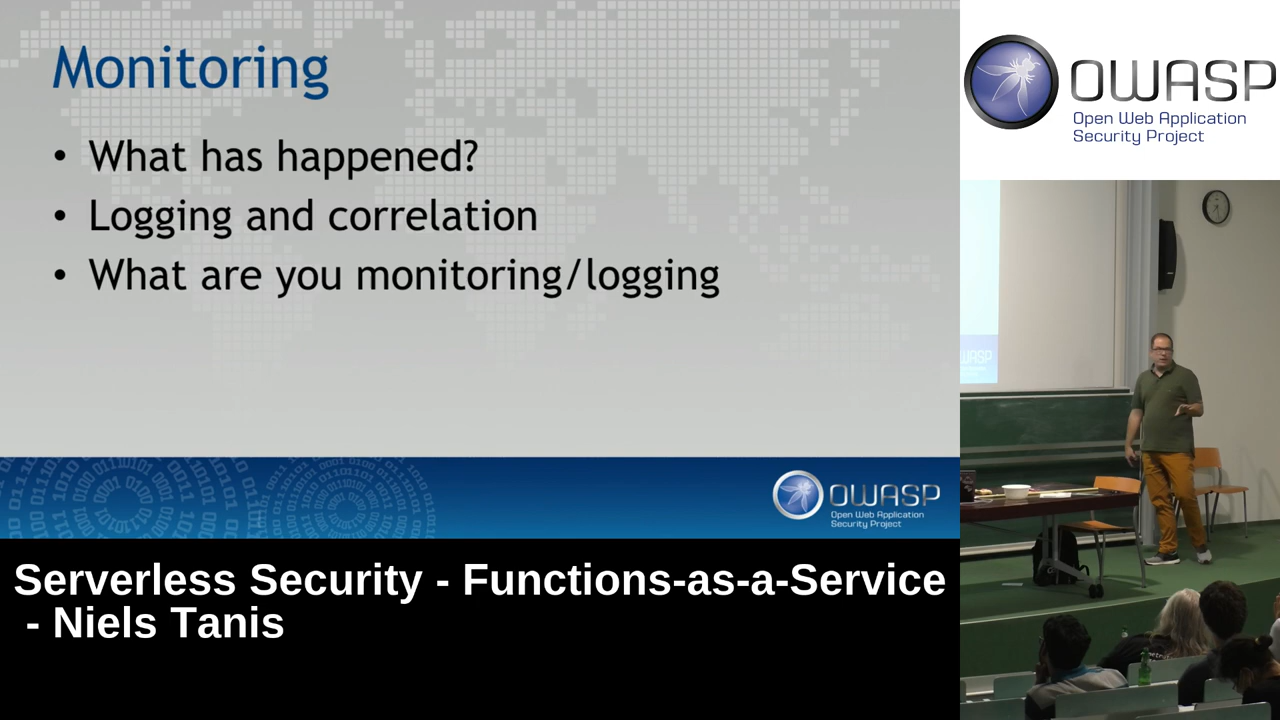 Monitoring
• What has happened?
• Logging and correlation
• What are you monitoring/logging
OWASP
Open Web Application
Security Project
Serverless Security - Functions-as-a-Service
- Niels Tanis
OWASP
Open Web Application
Security Project